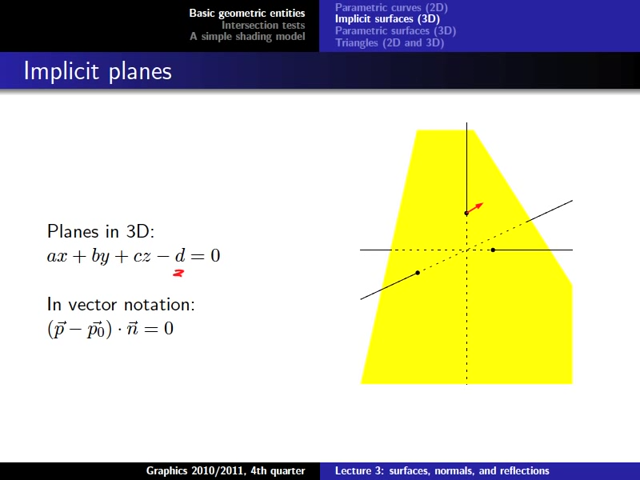 Basic geometric entities
Intersection tests
A simple shading model
Parametric curves (2D)
Implicit surfaces (3D)
Parametric surfaces (3D)
Triangles (2D and 3D)
Implicit planes
Planes in 3D:
ax + by + cz − d = 0
In vector notation:
(p⃗ − p⃗₀) · n⃗ = 0
Graphics 2010/2011, 4th quarter
Lecture 3: surfaces, normals, and reflections